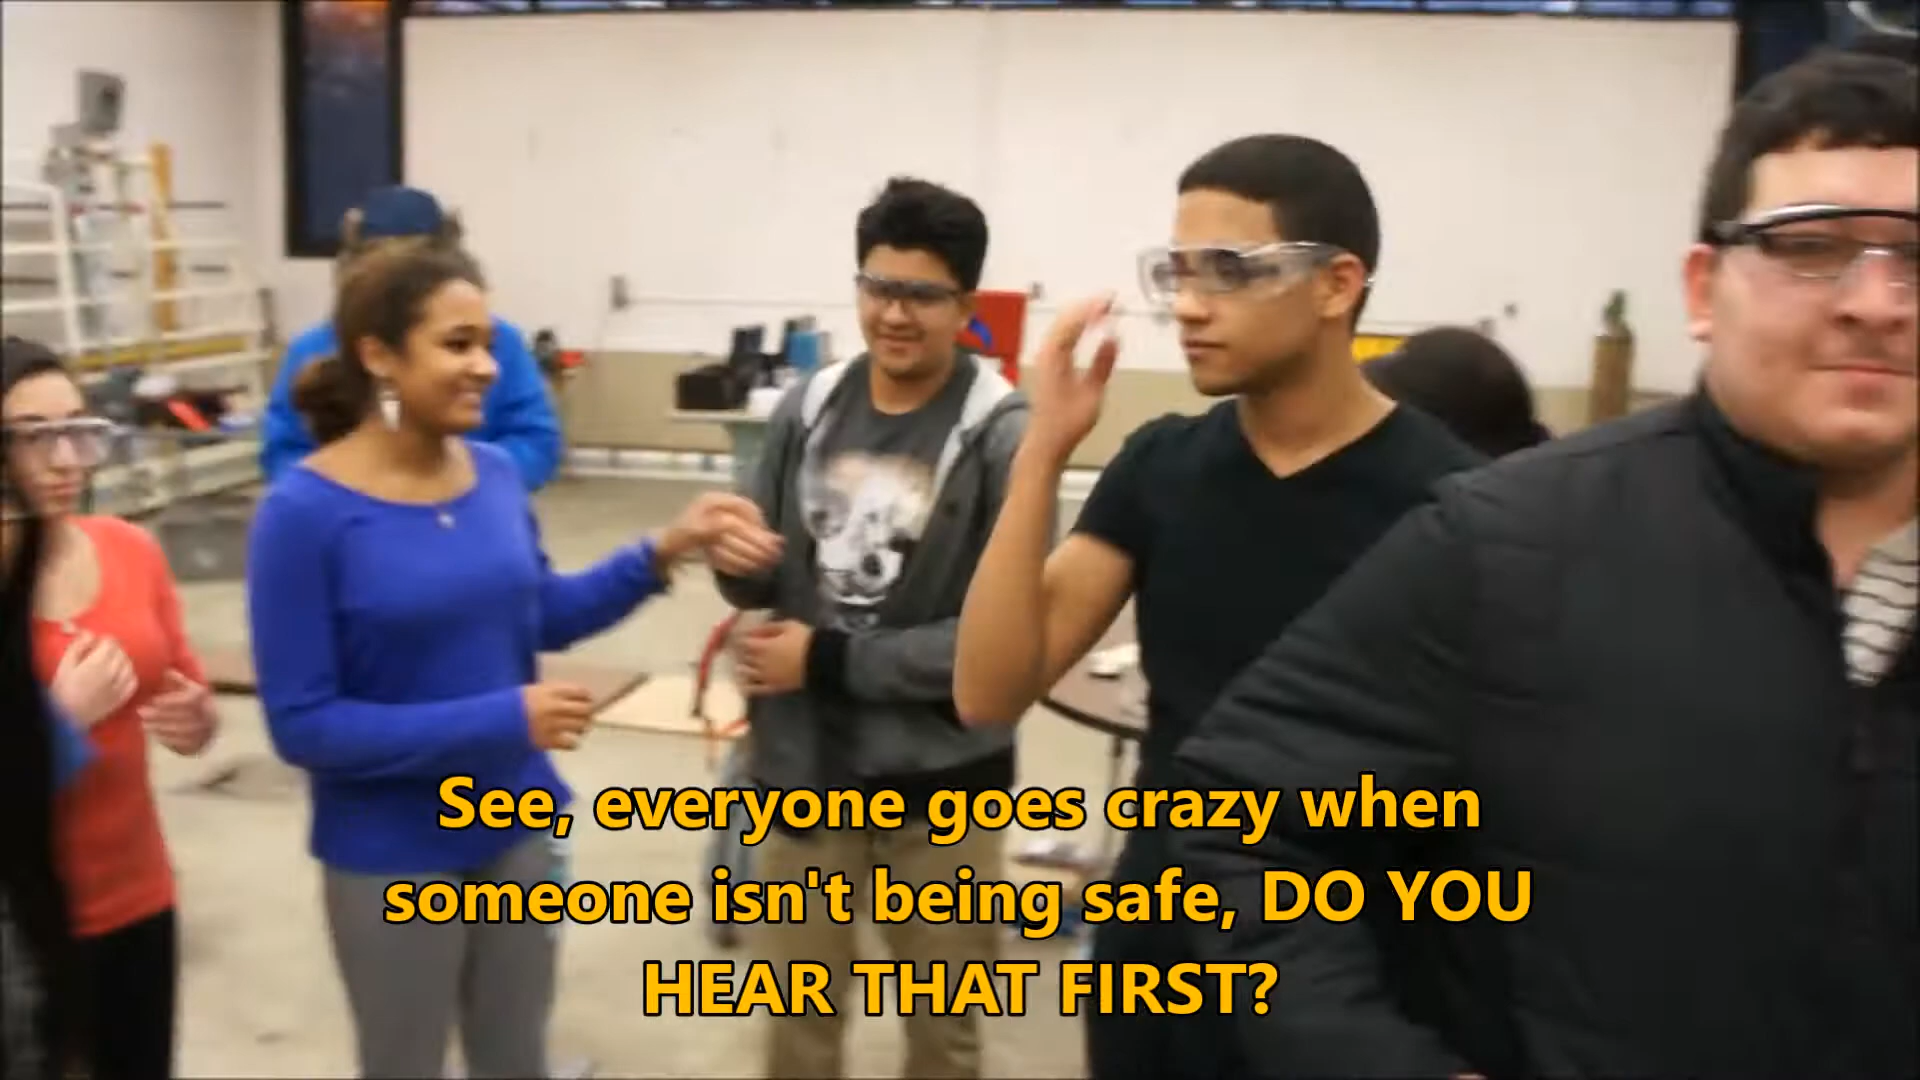 See, everyone goes crazy when
someone isn't being safe, DO YOU
HEAR THAT FIRST?